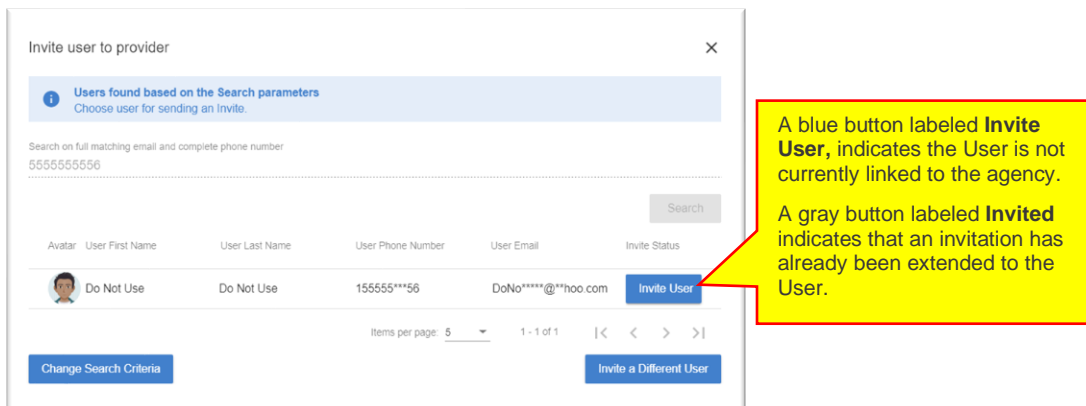 Invite user to provider
Users found based on the Search parameters
Choose user for sending an Invite.
Search on full matching email and complete phone number
5555555556
Search
Avatar User First Name User Last Name User Phone Number User Email Invite Status
Do Not Use Do Not Use 155555***56 DoNo*****@**hoo.com Invite User
Items per page: 5 1 - 1 of 1
Change Search Criteria Invite a Different User
A blue button labeled Invite
User, indicates the User is not
currently linked to the agency.
A gray button labeled Invited
indicates that an invitation has
already been extended to the
User.